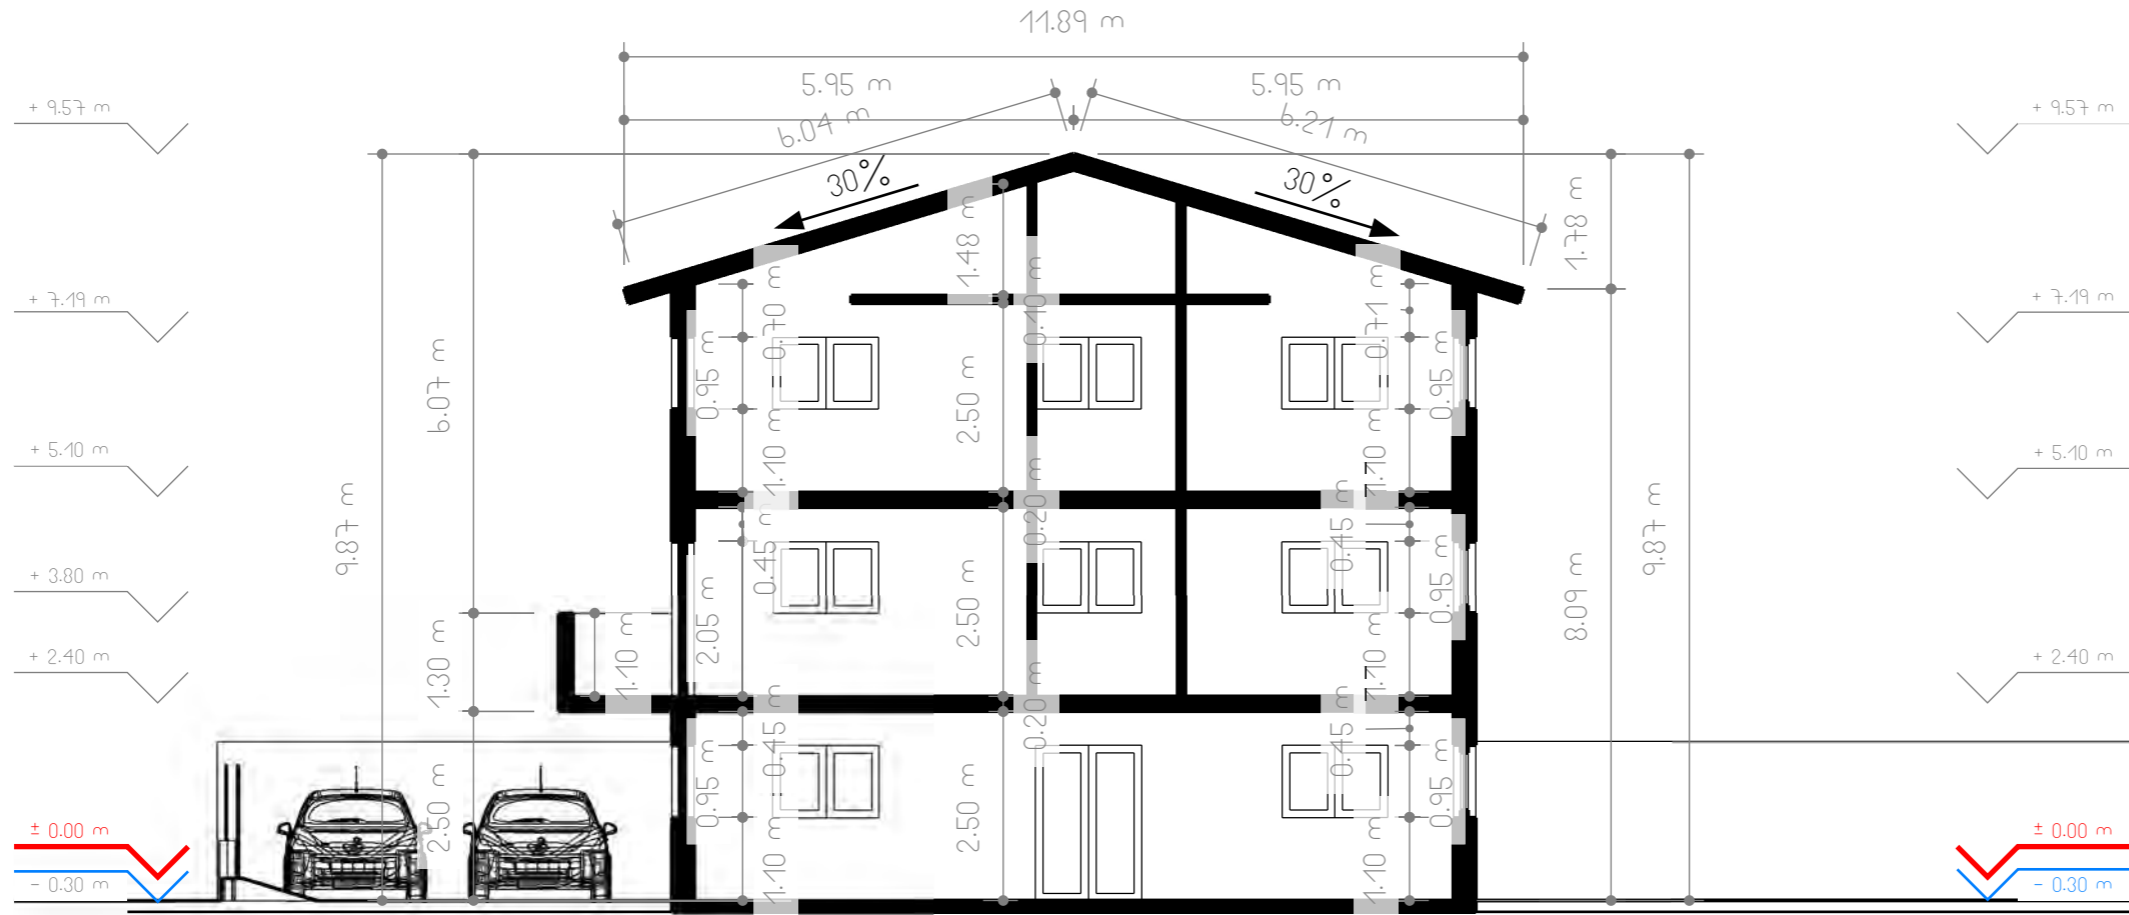 11.89 m
5.95 m
5.95 m
6.04 m
6.21 m
30%
30%
+ 9.57 m
+ 9.57 m
1.78 m
1.48 m
+ 7.19 m
+ 7.19 m
0.70 m
0.10 m
0.71 m
6.07 m
0.95 m
2.50 m
0.95 m
1.10 m
1.10 m
+ 5.10 m
+ 5.10 m
9.87 m
9.87 m
0.45 m
0.20 m
0.45 m
+ 3.80 m
2.05 m
2.50 m
0.95 m
8.09 m
1.30 m
1.10 m
1.10 m
+ 2.40 m
+ 2.40 m
0.45 m
0.20 m
0.45 m
2.50 m
0.95 m
2.50 m
0.95 m
± 0.00 m
± 0.00 m
1.10 m
1.10 m
- 0.30 m
- 0.30 m